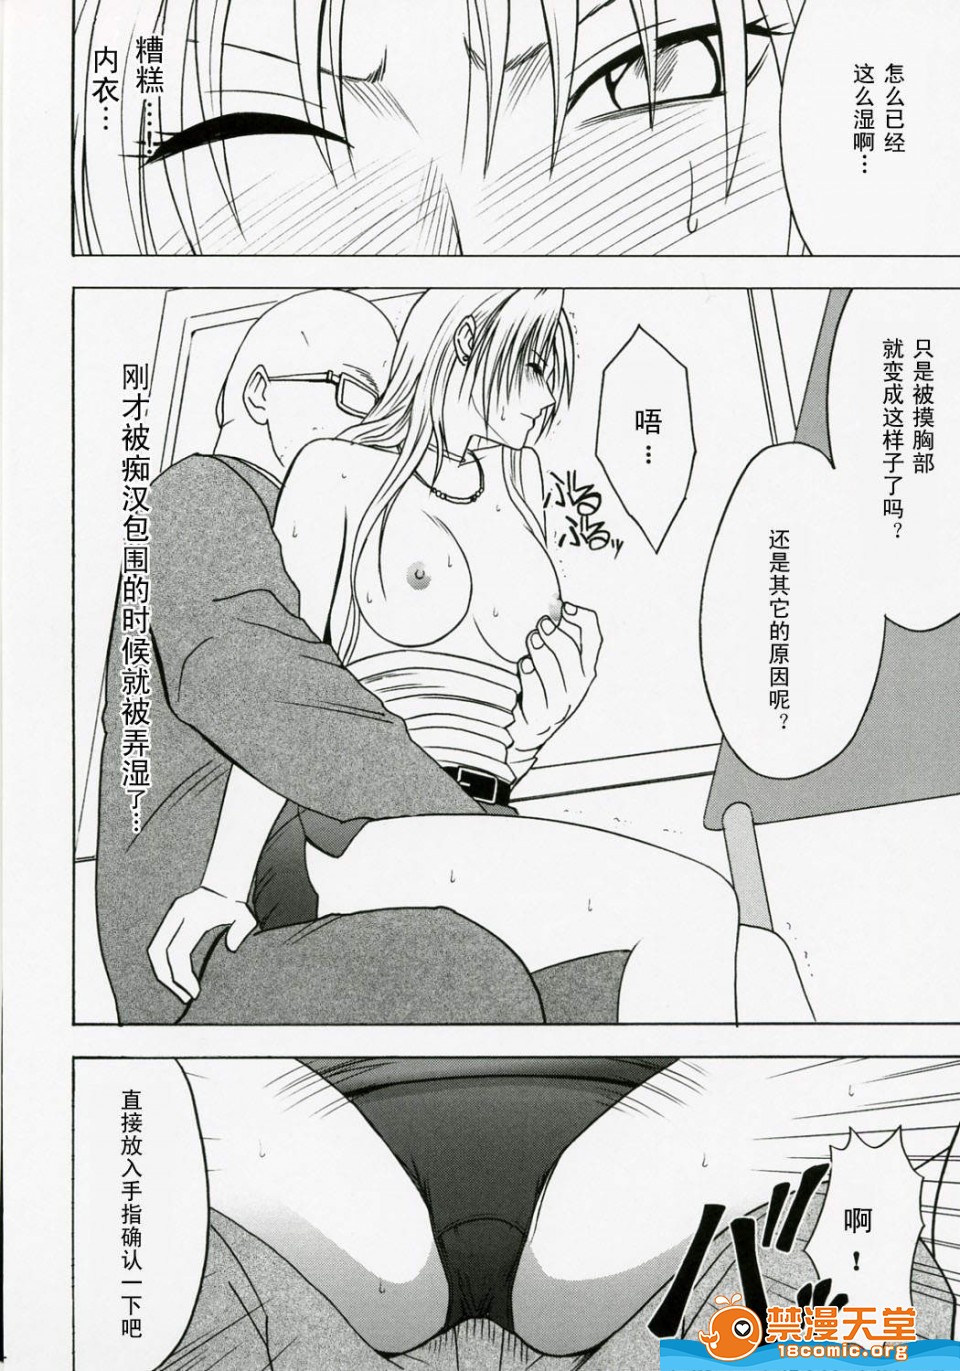 怎么已经
这么湿啊…
糟糕…！
内衣…
只是被摸胸部
就变成这样子了吗？
还是其它的原因呢？
唔…
ぷる
ぷるッ
刚才被痴汉包围的时候就被弄湿了…
啊！
バッ
直接放入手指确认一下吧
禁漫天堂
18comic.org